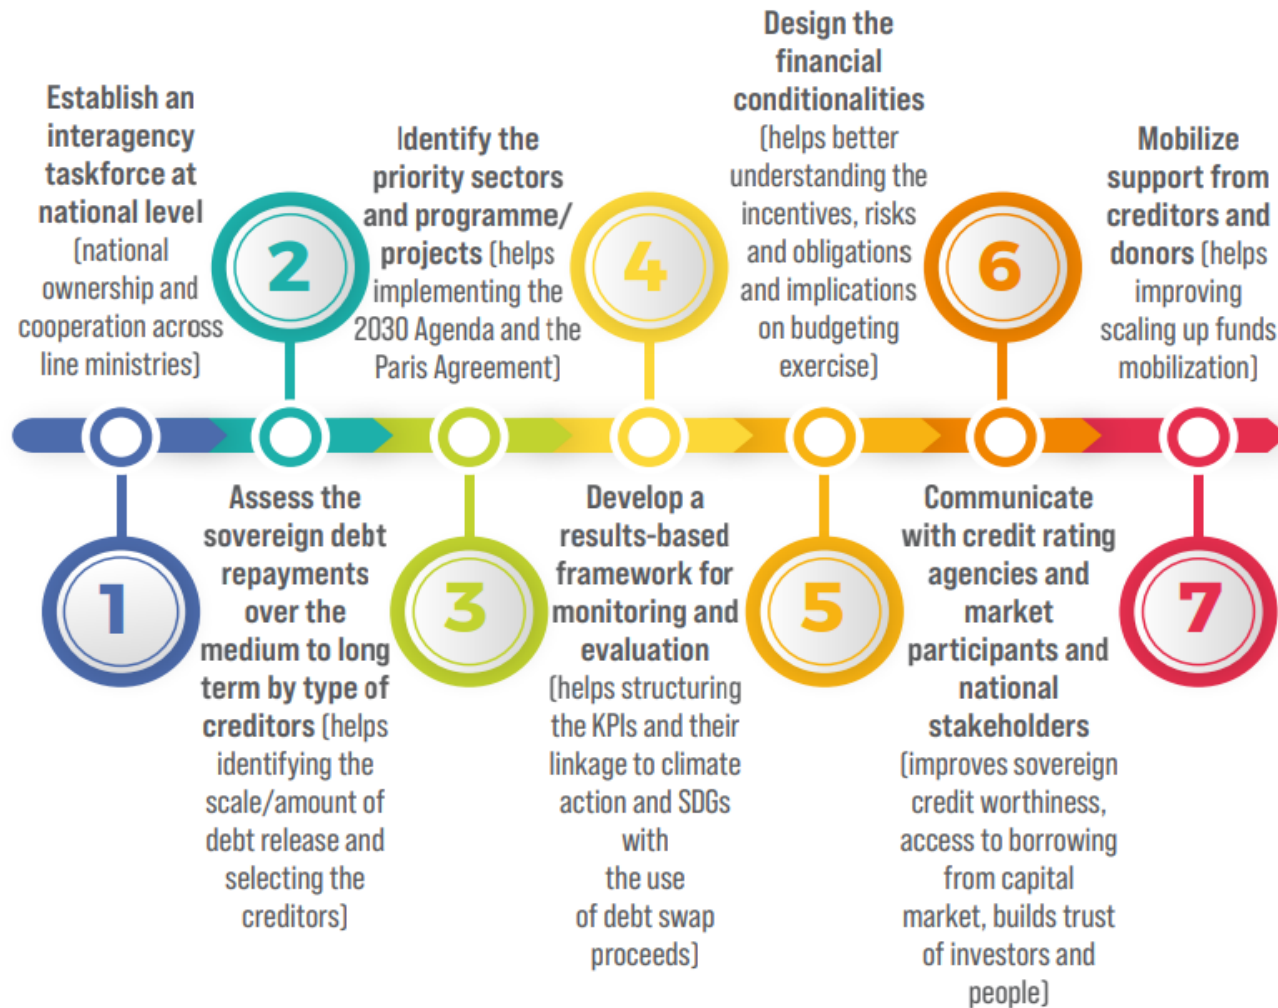 Establish an
interagency
taskforce at
national level
(national
ownership and
cooperation across
line ministries)
1
2
Assess the
sovereign debt
repayments
over the
medium to long
term by type of
creditors (helps
identifying the
scale/amount of
debt release and
selecting the
creditors)
Identify the
priority sectors
and programme/
projects (helps
implementing the
2030 Agenda and the
Paris Agreement)
3
4
Develop a
results-based
framework for
monitoring and
evaluation
(helps structuring
the KPIs and their
linkage to climate
action and SDGs
with
the use
of debt swap
proceeds)
Design the
financial
conditionalities
(helps better
understanding the
incentives, risks
and obligations
and implications
on budgeting
exercise)
5
6
Communicate
with credit rating
agencies and
market
participants and
national
stakeholders
(improves sovereign
credit worthiness,
access to borrowing
from capital
market, builds trust
of investors and
people)
Mobilize
support from
creditors and
donors (helps
improving
scaling up funds
mobilization)
7